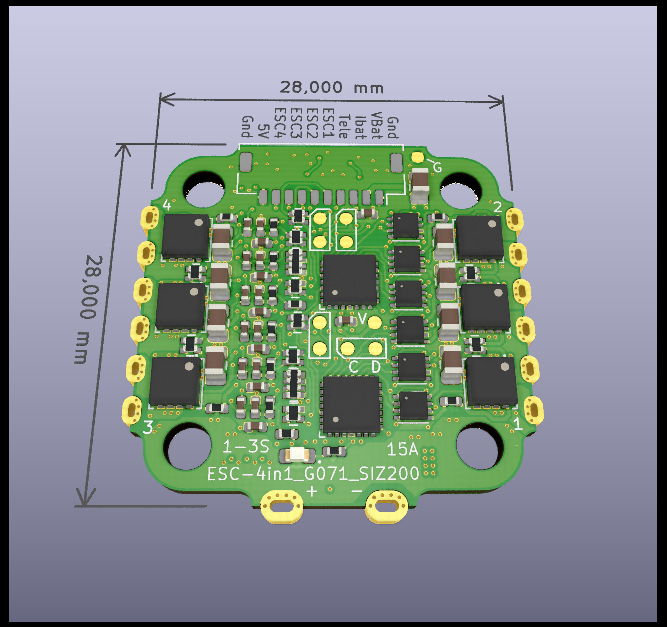 28,000 mm
Gnd
5V
ESC4
ESC3
ESC2
ESC1
Tele
Ibat
VBat
Gnd
G
4
2
28,000 mm
V
C D
3
1
1-3S
15A
ESC-4in1_G071_SIZ200
+ -